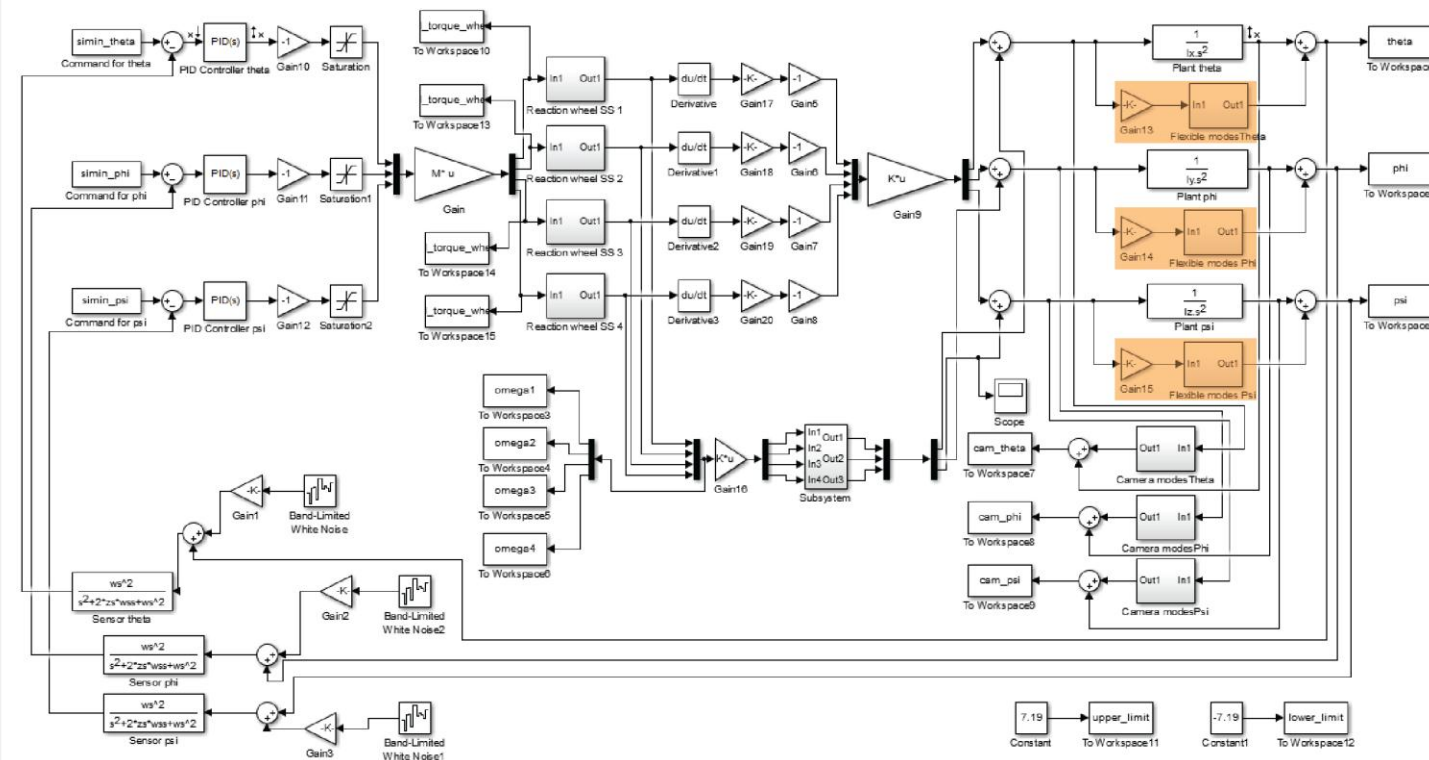 simin_theta
Command for theta
PID(s)
PID Controller theta
-1
Gain10
Saturation
simin_phi
Command for phi
PID(s)
PID Controller phi
-1
Gain11
Saturation1
simin_psi
Command for psi
PID(s)
PID Controller psi
-1
Gain12
Saturation2
M* u
Gain
_torque_whe
To Workspace10
_torque_whe
To Workspace13
_torque_whe
To Workspace14
_torque_whe
To Workspace15
In1 Out1
Reaction wheel SS 1
In1 Out1
Reaction wheel SS 2
In1 Out1
Reaction wheel SS 3
In1 Out1
Reaction wheel SS 4
du/dt
Derivative
-K-
Gain17
-1
Gain5
du/dt
Derivative1
-K-
Gain18
-1
Gain6
du/dt
Derivative2
-K-
Gain19
-1
Gain7
du/dt
Derivative3
-K-
Gain20
-1
Gain8
K*u
Gain9
1
Ix.s²
Plant theta
-K-
Gain13
In1 Out1
Flexible modesTheta
1
Iy.s²
Plant phi
-K-
Gain14
In1 Out1
Flexible modes Phi
1
Iz.s²
Plant psi
-K-
Gain15
In1 Out1
Flexible modes Psi
theta
To Workspace
phi
To Workspace
psi
To Workspace
omega1
To Workspace3
omega2
To Workspace4
omega3
To Workspace5
omega4
To Workspace6
K*u
Gain16
In1 Out1
In2
Out2
In3
In4 Out3
Subsystem
Scope
cam_theta
To Workspace7
Out1 In1
Camera modesTheta
cam_phi
To Workspace8
Out1 In1
Camera modesPhi
cam_psi
To Workspace9
Out1 In1
Camera modesPsi
-K-
Gain1
Band-Limited
White Noise
ws^2
s²+2*zs*wss+ws^2
Sensor theta
-K-
Gain2
Band-Limited
White Noise2
ws^2
s²+2*zs*wss+ws^2
Sensor phi
ws^2
s²+2*zs*wss+ws^2
Sensor psi
-K-
Gain3
Band-Limited
White Noise1
7.19
Constant
upper_limit
To Workspace11
-7.19
Constant1
lower_limit
To Workspace12